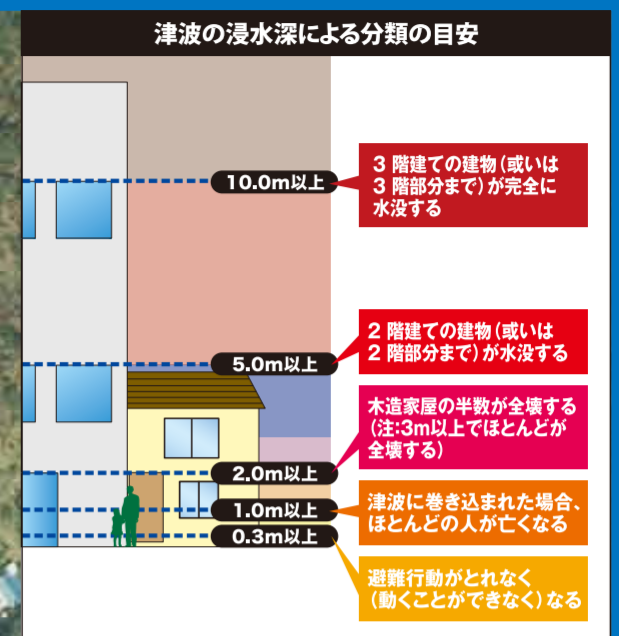 津波の浸水深による分類の目安
10.0m以上
3 階建ての建物(或いは
3 階部分まで)が完全に
水没する
5.0m以上
2 階建ての建物(或いは
2 階部分まで)が水没する
2.0m以上
木造家屋の半数が全壊する
(注:3m以上でほとんどが
全壊する)
1.0m以上
津波に巻き込まれた場合、
ほとんどの人が亡くなる
0.3m以上
避難行動がとれなく
(動くことができなく)なる